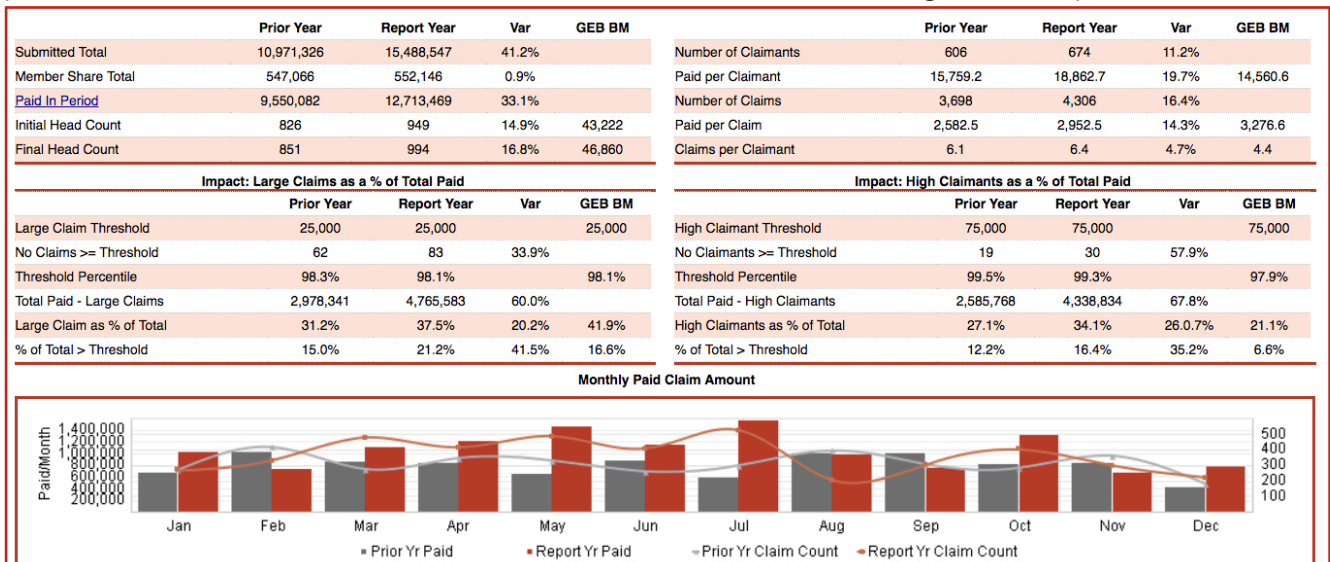 Prior Year Report Year Var GEB BM
Submitted Total 10,971,326 15,488,547 41.2%
Member Share Total 547,066 552,146 0.9%
Paid In Period 9,550,082 12,713,469 33.1%
Initial Head Count 826 949 14.9% 43,222
Final Head Count 851 994 16.8% 46,860
Prior Year Report Year Var GEB BM
Number of Claimants 606 674 11.2%
Paid per Claimant 15,759.2 18,862.7 19.7% 14,560.6
Number of Claims 3,698 4,306 16.4%
Paid per Claim 2,582.5 2,952.5 14.3% 3,276.6
Claims per Claimant 6.1 6.4 4.7% 4.4
Impact: Large Claims as a % of Total Paid
Prior Year Report Year Var GEB BM
Large Claim Threshold 25,000 25,000 25,000
No Claims >= Threshold 62 83 33.9%
Threshold Percentile 98.3% 98.1% 98.1%
Total Paid - Large Claims 2,978,341 4,765,583 60.0%
Large Claim as % of Total 31.2% 37.5% 20.2% 41.9%
% of Total > Threshold 15.0% 21.2% 41.5% 16.6%
Impact: High Claimants as a % of Total Paid
Prior Year Report Year Var GEB BM
High Claimant Threshold 75,000 75,000 75,000
No Claimants >= Threshold 19 30 57.9%
Threshold Percentile 99.5% 99.3% 97.9%
Total Paid - High Claimants 2,585,768 4,338,834 67.8%
High Claimants as % of Total 27.1% 34.1% 26.0.7% 21.1%
% of Total > Threshold 12.2% 16.4% 35.2% 6.6%
Monthly Paid Claim Amount
Paid/Month
1,400,000
1,200,000
1,000,000
800,000
600,000
400,000
200,000
500
400
300
200
100
Jan Feb Mar Apr May Jun Jul Aug Sep Oct Nov Dec
Prior Yr Paid Report Yr Paid Prior Yr Claim Count Report Yr Claim Count